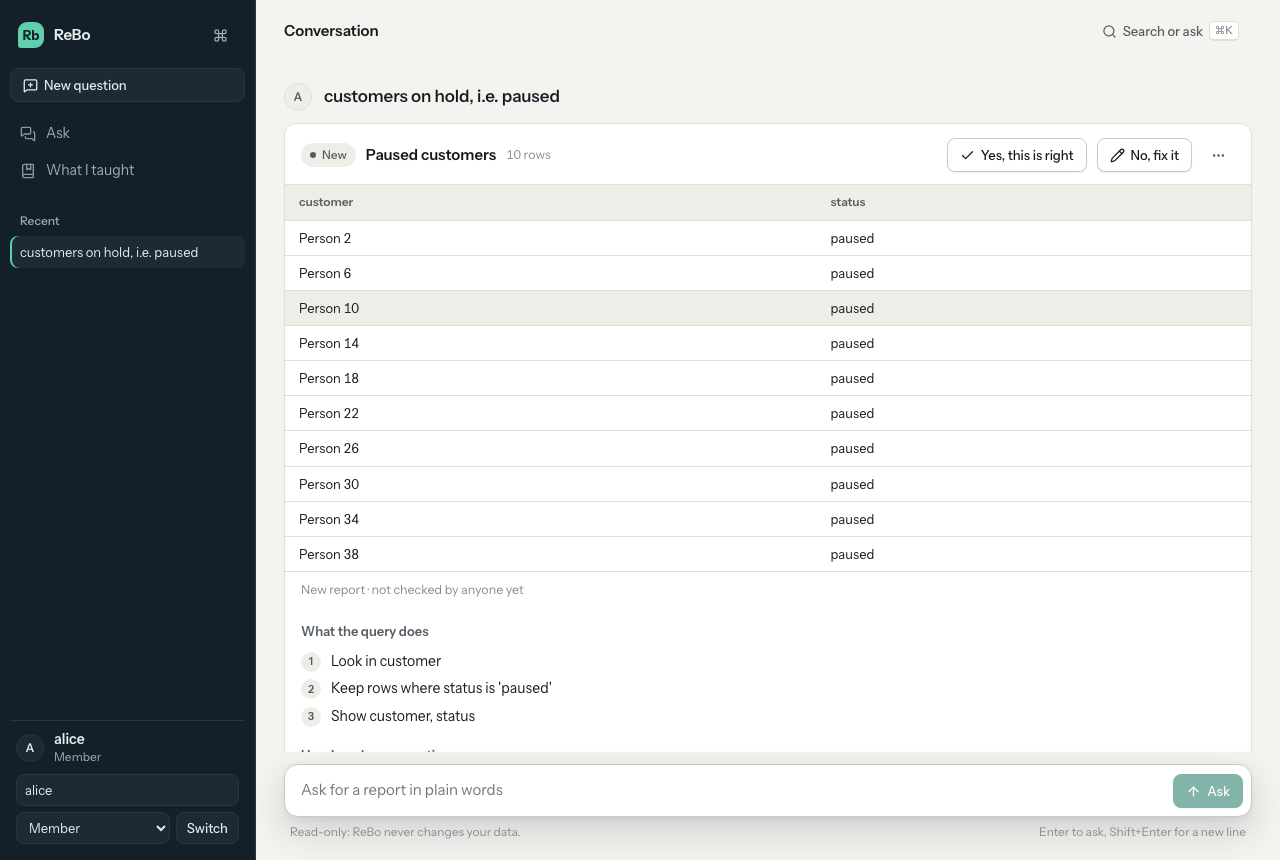 Rb ReBo ⌘
New question
Ask
What I taught
Recent
customers on hold, i.e. paused
A alice
Member
alice
Member Switch
Conversation
Search or ask ⌘K
A customers on hold, i.e. paused
New Paused customers 10 rows
Yes, this is right
No, fix it
customer status
Person 2 paused
Person 6 paused
Person 10 paused
Person 14 paused
Person 18 paused
Person 22 paused
Person 26 paused
Person 30 paused
Person 34 paused
Person 38 paused
New report · not checked by anyone yet
What the query does
1 Look in customer
2 Keep rows where status is 'paused'
3 Show customer, status
Ask for a report in plain words
Ask
Read-only: ReBo never changes your data.
Enter to ask, Shift+Enter for a new line